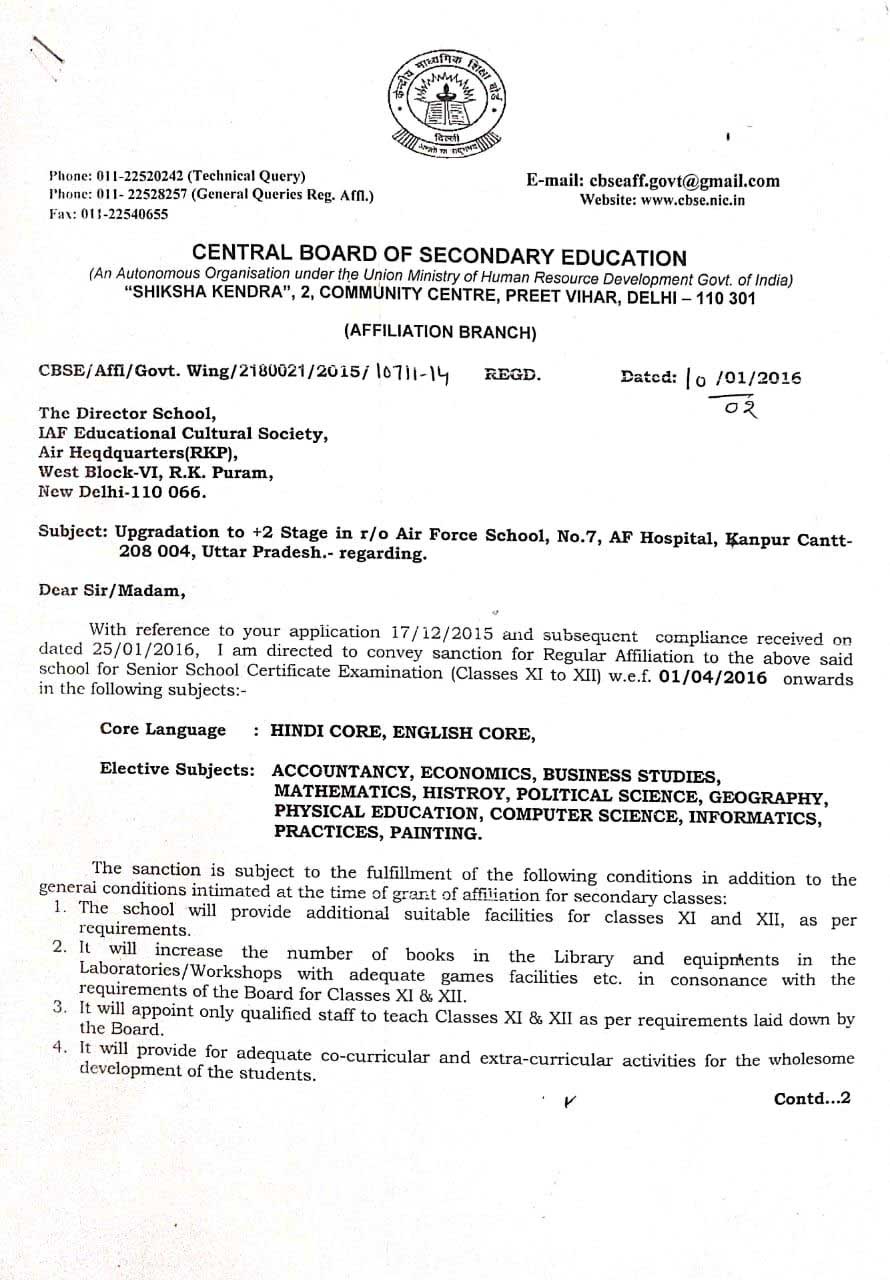 केन्द्रीय माध्यमिक शिक्षा बोर्ड
दिल्ली
Phone: 011-22520242 (Technical Query)
Phone: 011- 22528257 (General Queries Reg. Affl.)
Fax: 011-22540655
E-mail: cbseaff.govt@gmail.com
Website: www.cbse.nic.in
CENTRAL BOARD OF SECONDARY EDUCATION
(An Autonomous Organisation under the Union Ministry of Human Resource Development Govt. of India)
“SHIKSHA KENDRA”, 2, COMMUNITY CENTRE, PREET VIHAR, DELHI – 110 301
(AFFILIATION BRANCH)
CBSE/Affl/Govt. Wing/2180021/2015/ 10711-14 REGD. Dated: 10 /01/2016
02
The Director School,
IAF Educational Cultural Society,
Air Heqdquarters(RKP),
West Block-VI, R.K. Puram,
New Delhi-110 066.
Subject: Upgradation to +2 Stage in r/o Air Force School, No.7, AF Hospital, Kanpur Cantt-
208 004, Uttar Pradesh.- regarding.
Dear Sir/Madam,
With reference to your application 17/12/2015 and subsequent compliance received on
dated 25/01/2016, I am directed to convey sanction for Regular Affiliation to the above said
school for Senior School Certificate Examination (Classes XI to XII) w.e.f. 01/04/2016 onwards
in the following subjects:-
Core Language : HINDI CORE, ENGLISH CORE,
Elective Subjects: ACCOUNTANCY, ECONOMICS, BUSINESS STUDIES,
MATHEMATICS, HISTROY, POLITICAL SCIENCE, GEOGRAPHY,
PHYSICAL EDUCATION, COMPUTER SCIENCE, INFORMATICS,
PRACTICES, PAINTING.
The sanction is subject to the fulfillment of the following conditions in addition to the
general conditions intimated at the time of grant of affiliation for secondary classes:
1. The school will provide additional suitable facilities for classes XI and XII, as per
requirements.
2. It will increase the number of books in the Library and equipments in the
Laboratories/Workshops with adequate games facilities etc. in consonance with the
requirements of the Board for Classes XI & XII.
3. It will appoint only qualified staff to teach Classes XI & XII as per requirements laid down by
the Board.
4. It will provide for adequate co-curricular and extra-curricular activities for the wholesome
development of the students.
Contd...2